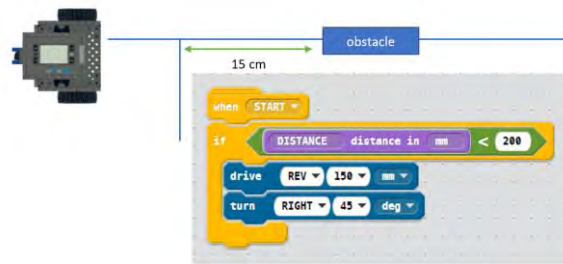 obstacle
15 cm
when START
if DISTANCE distance in mm < 200
drive REV 150 mm
turn RIGHT 45 deg